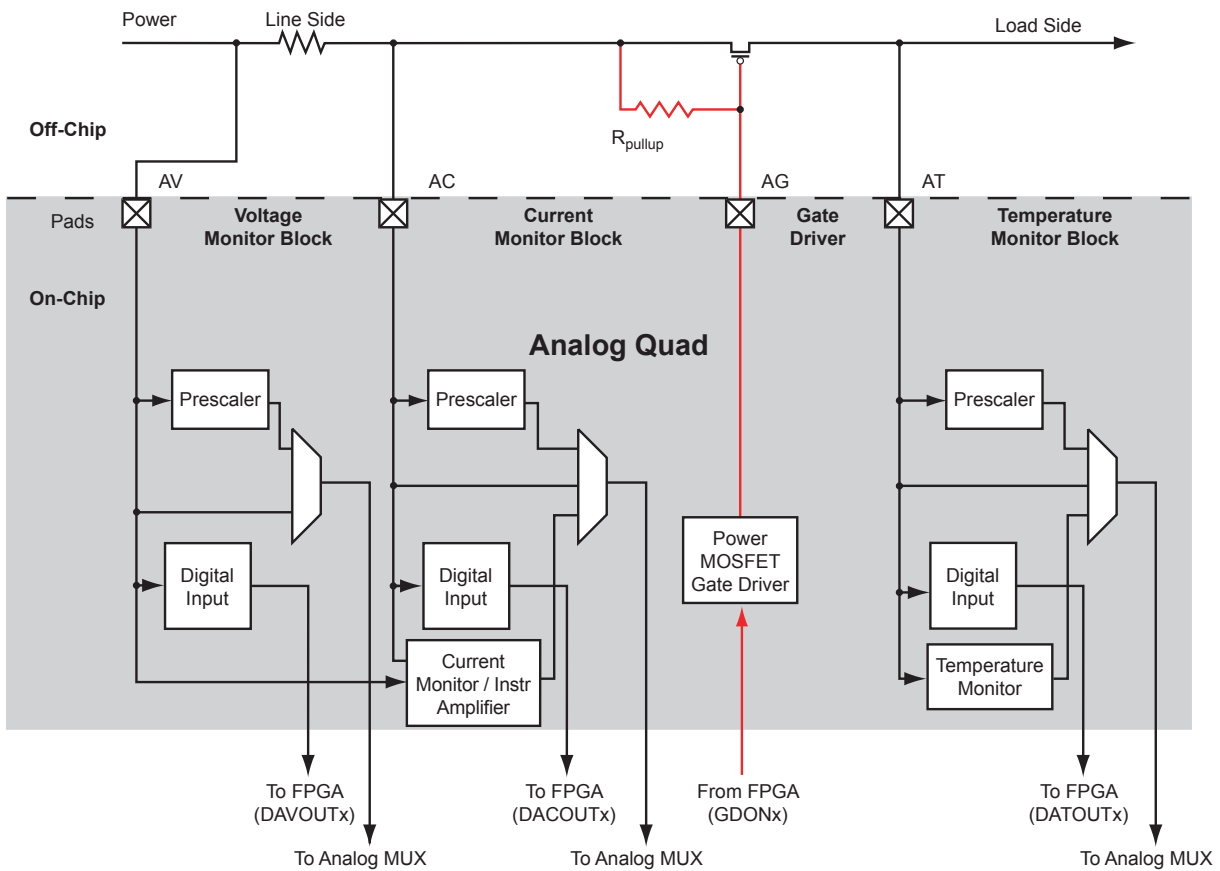 Power
Line Side
Load Side
Off-Chip
Rpullup
AV
AC
AG
AT
Pads
Voltage
Monitor Block
Current
Monitor Block
Gate
Driver
Temperature
Monitor Block
On-Chip
Analog Quad
Prescaler
Prescaler
Prescaler
Power
MOSFET
Gate Driver
Digital
Input
Digital
Input
Digital
Input
Current
Monitor / Instr
Amplifier
Temperature
Monitor
To FPGA
(DAVOUTx)
To FPGA
(DACOUTx)
From FPGA
(GDONx)
To FPGA
(DATOUTx)
To Analog MUX
To Analog MUX
To Analog MUX